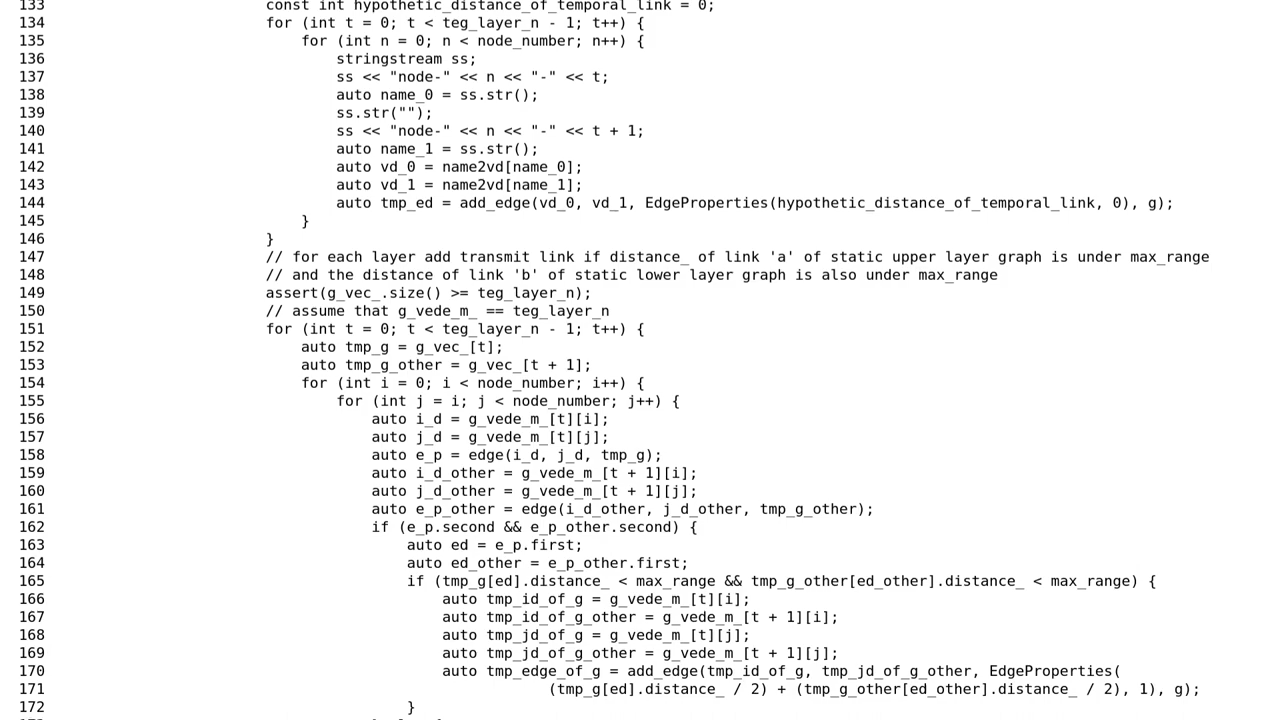 133                         const int hypothetic_distance_of_temporal_link = 0;
134                         for (int t = 0; t < teg_layer_n - 1; t++) {
135                             for (int n = 0; n < node_number; n++) {
136                                 stringstream ss;
137                                 ss << "node-" << n << "-" << t;
138                                 auto name_0 = ss.str();
139                                 ss.str("");
140                                 ss << "node-" << n << "-" << t + 1;
141                                 auto name_1 = ss.str();
142                                 auto vd_0 = name2vd[name_0];
143                                 auto vd_1 = name2vd[name_1];
144                                 auto tmp_ed = add_edge(vd_0, vd_1, EdgeProperties(hypothetic_distance_of_temporal_link, 0), g);
145                             }
146                         }
147                         // for each layer add transmit link if distance_ of link 'a' of static upper layer graph is under max_range
148                         // and the distance of link 'b' of static lower layer graph is also under max_range
149                         assert(g_vec_.size() >= teg_layer_n);
150                         // assume that g_vede_m_ == teg_layer_n
151                         for (int t = 0; t < teg_layer_n - 1; t++) {
152                             auto tmp_g = g_vec_[t];
153                             auto tmp_g_other = g_vec_[t + 1];
154                             for (int i = 0; i < node_number; i++) {
155                                 for (int j = i; j < node_number; j++) {
156                                     auto i_d = g_vede_m_[t][i];
157                                     auto j_d = g_vede_m_[t][j];
158                                     auto e_p = edge(i_d, j_d, tmp_g);
159                                     auto i_d_other = g_vede_m_[t + 1][i];
160                                     auto j_d_other = g_vede_m_[t + 1][j];
161                                     auto e_p_other = edge(i_d_other, j_d_other, tmp_g_other);
162                                     if (e_p.second && e_p_other.second) {
163                                         auto ed = e_p.first;
164                                         auto ed_other = e_p_other.first;
165                                         if (tmp_g[ed].distance_ < max_range && tmp_g_other[ed_other].distance_ < max_range) {
166                                             auto tmp_id_of_g = g_vede_m_[t][i];
167                                             auto tmp_id_of_g_other = g_vede_m_[t + 1][i];
168                                             auto tmp_jd_of_g = g_vede_m_[t][j];
169                                             auto tmp_jd_of_g_other = g_vede_m_[t + 1][j];
170                                             auto tmp_edge_of_g = add_edge(tmp_id_of_g, tmp_jd_of_g_other, EdgeProperties(
171                                                         (tmp_g[ed].distance_ / 2) + (tmp_g_other[ed_other].distance_ / 2), 1), g);
172                                         }